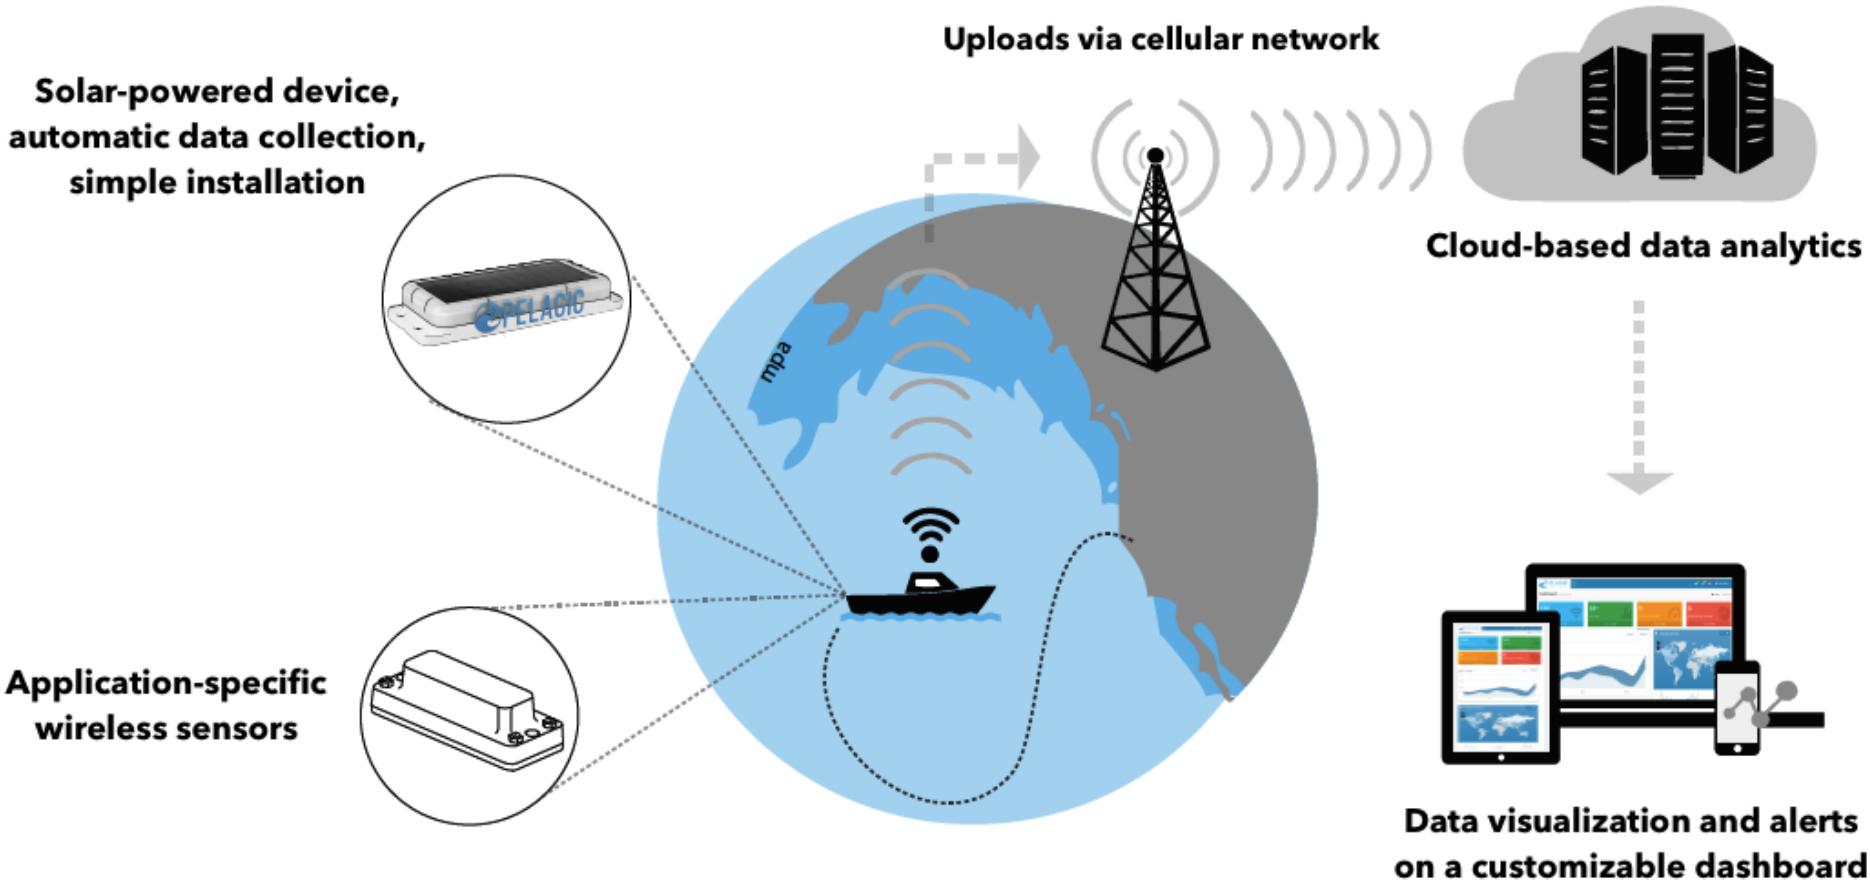 Uploads via cellular network
Solar-powered device,
automatic data collection,
simple installation
PELAGIC
mpa
Cloud-based data analytics
Application-specific
wireless sensors
Data visualization and alerts
on a customizable dashboard